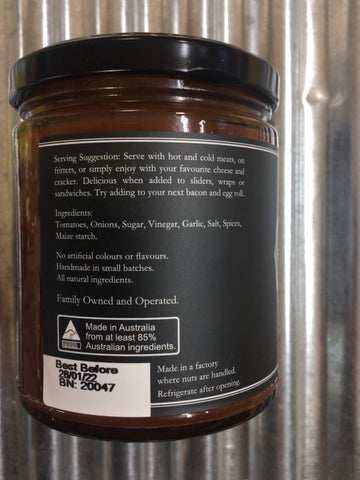 Serving Suggestion: Serve with hot and cold meats, on
fritters, or simply enjoy with your favourite cheese and
cracker. Delicious when added to sliders, wraps or
sandwiches. Try adding to your next bacon and egg roll.
Ingredients:
Tomatoes, Onions, Sugar, Vinegar, Garlic, Salt, Spices,
Maize starch.
No artificial colours or flavours.
Handmade in small batches.
All natural ingredients.
Family Owned and Operated.
Made in Australia
from at least 85%
Australian ingredients.
Best Before
28/01/22
BN: 20047
Made in a factory
where nuts are handled.
Refrigerate after opening.